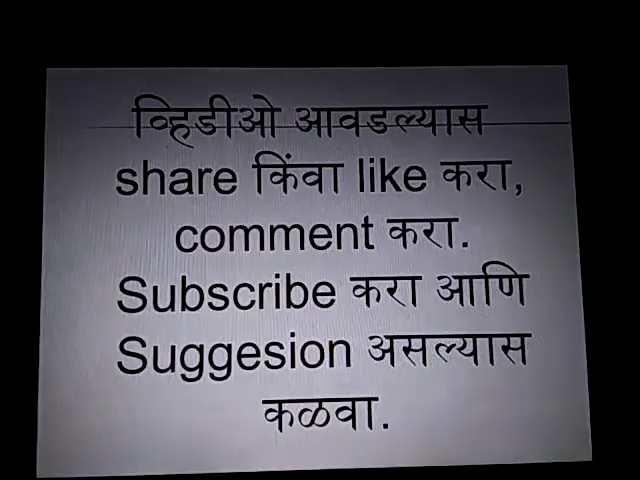 व्हिडीओ आवडल्यास
share किंवा like करा,
comment करा.
Subscribe करा आणि
Suggesion असल्यास
कळवा.